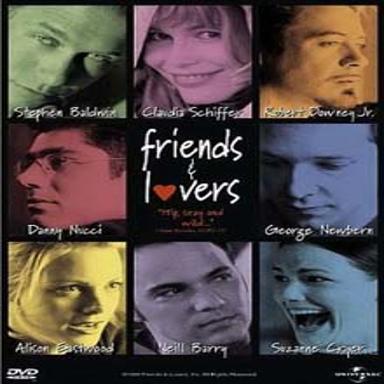 Stephen Baldwin
Claudia Schiffer
Robert Downey Jr.
friends
&
lovers
"Hip, sexy and
wild..."
Danny Nucci
George Newbern
Alison Eastwood
Neill Barry
Suzanne Cryer
DVD
UNIVERSAL